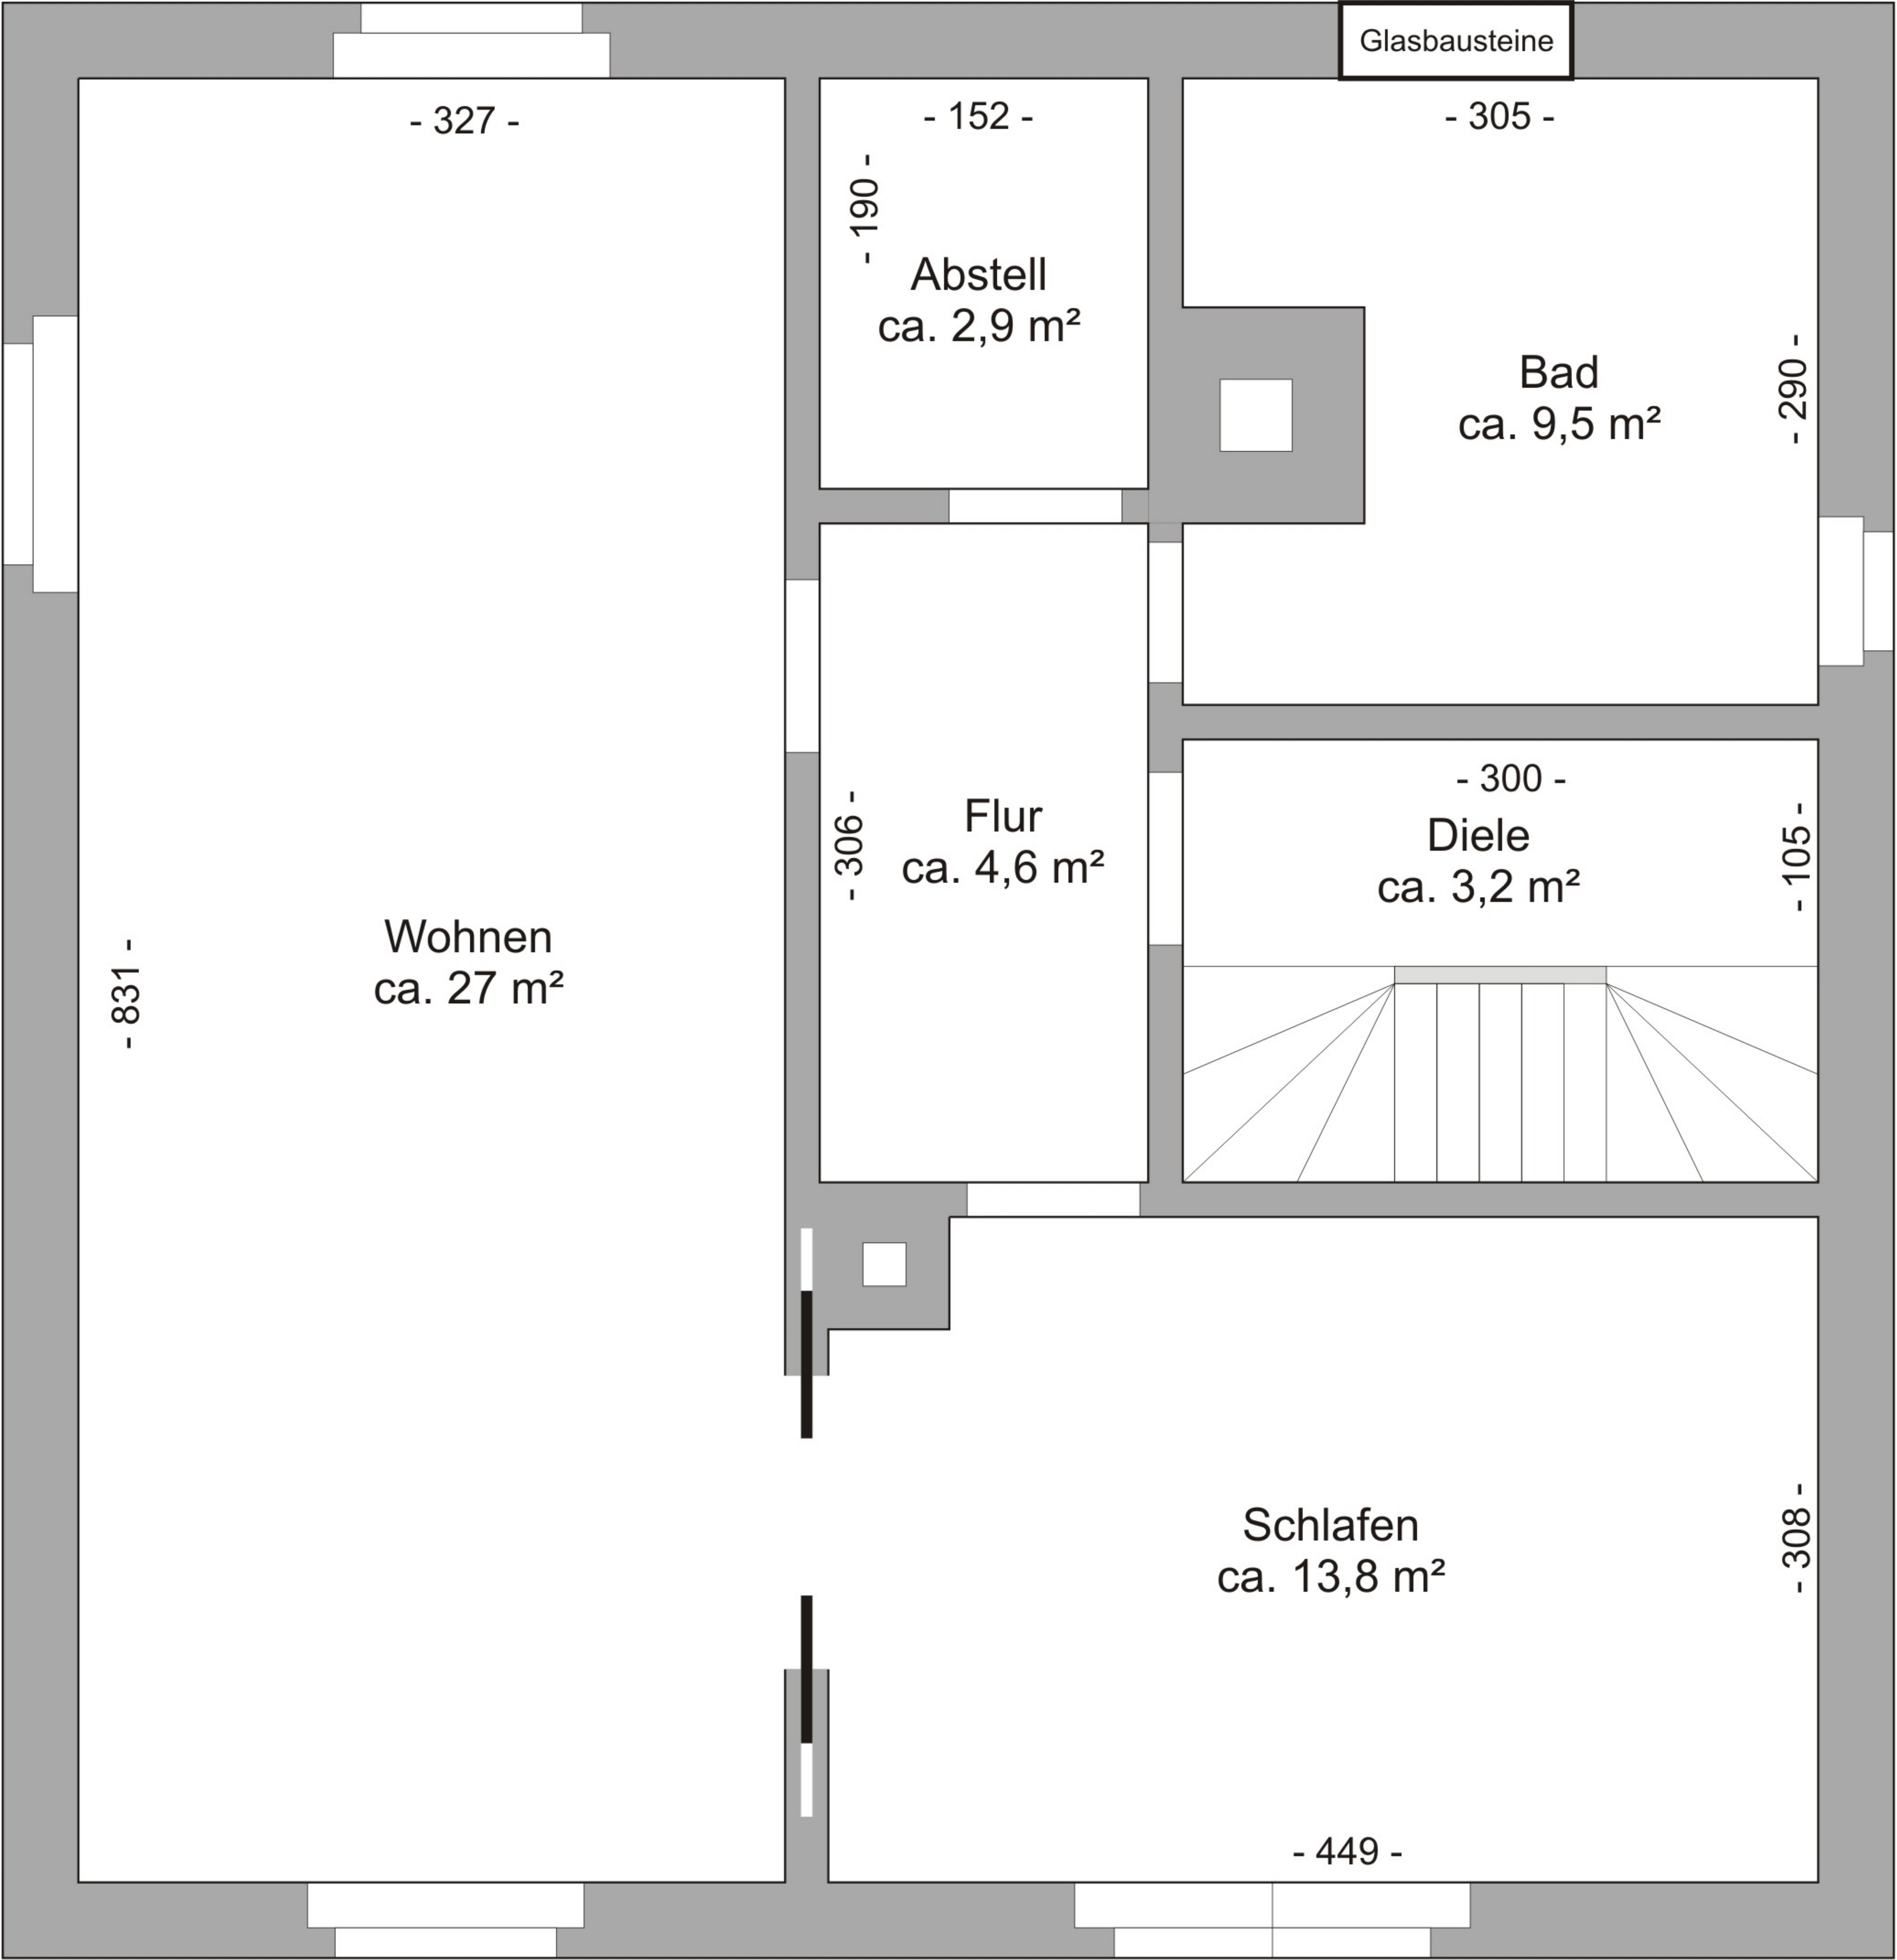 Glasbausteine
- 327 -
- 152 -
- 305 -
- 190 -
Abstell
ca. 2,9 m²
Bad
ca. 9,5 m²
- 290 -
- 300 -
Diele
ca. 3,2 m²
- 105 -
Flur
ca. 4,6 m²
- 306 -
Wohnen
ca. 27 m²
- 831 -
Schlafen
ca. 13,8 m²
- 308 -
- 449 -